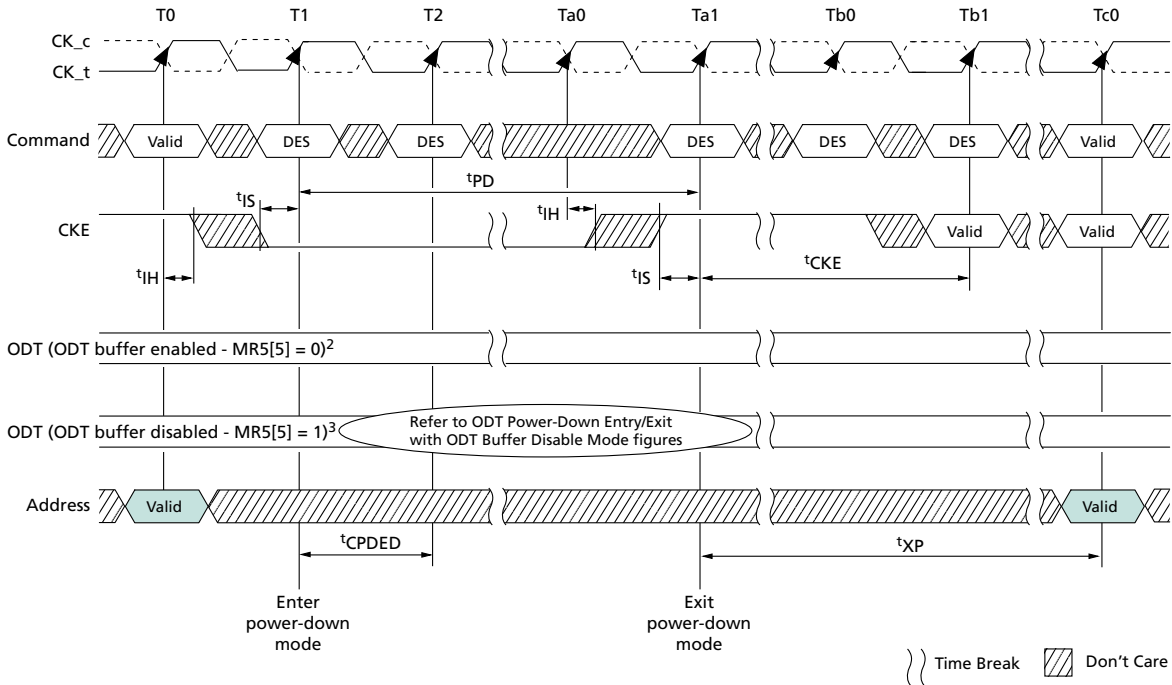 T0 T1 T2 Ta0 Ta1 Tb0 Tb1 Tc0
CK_c
CK_t
Command Valid DES DES DES DES DES Valid
tPD
tIS
tIH
CKE Valid Valid
tIH
tIS
tCKE
ODT (ODT buffer enabled - MR5[5] = 0)2
ODT (ODT buffer disabled - MR5[5] = 1)3
Refer to ODT Power-Down Entry/Exit
with ODT Buffer Disable Mode figures
Address Valid Valid
tCPDED
tXP
Enter
power-down
mode
Exit
power-down
mode
Time Break
Don't Care